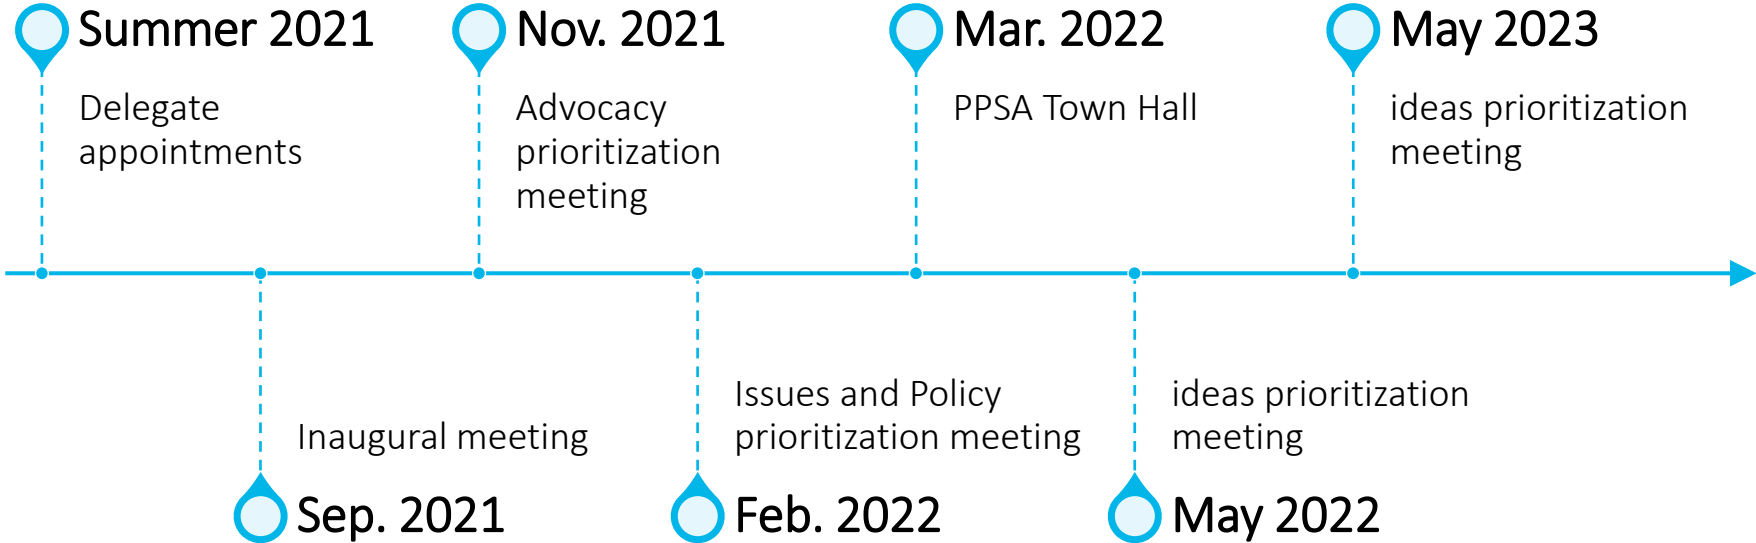 Summer 2021
Delegate
appointments
Sep. 2021
Inaugural meeting
Nov. 2021
Advocacy
prioritization
meeting
Feb. 2022
Issues and Policy
prioritization meeting
Mar. 2022
PPSA Town Hall
May 2022
ideas prioritization
meeting
May 2023
ideas prioritization
meeting